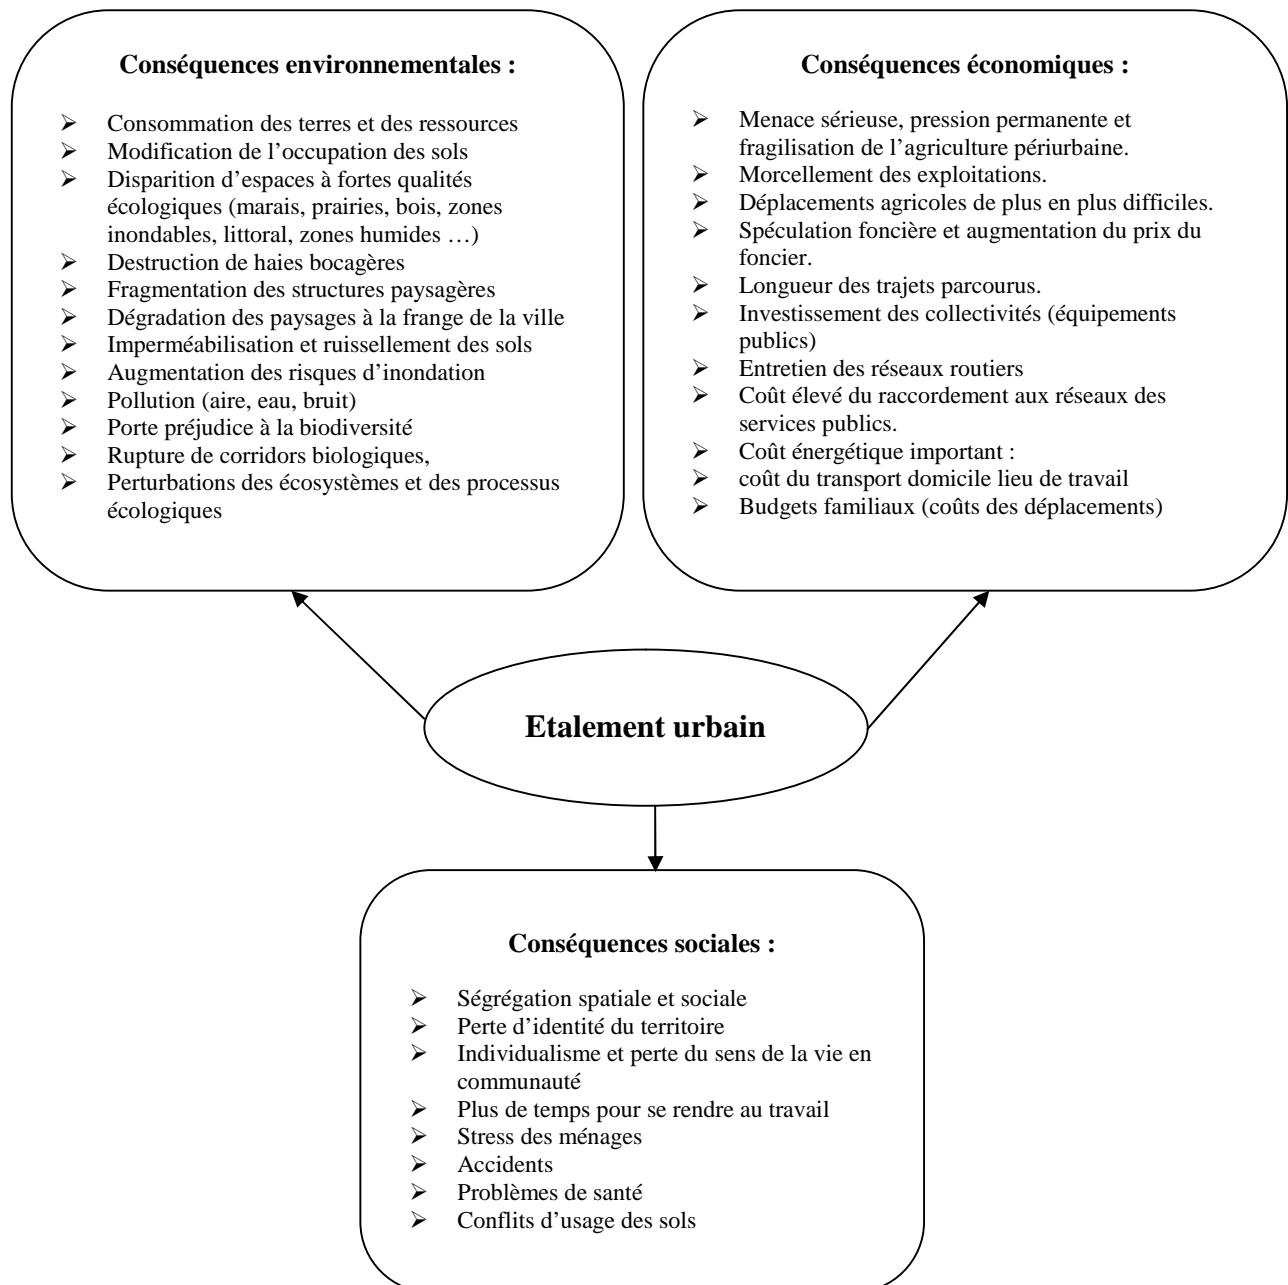 Conséquences environnementales :
➢ Consommation des terres et des ressources
➢ Modification de l’occupation des sols
➢ Disparition d’espaces à fortes qualités
écologiques (marais, prairies, bois, zones
inondables, littoral, zones humides …)
➢ Destruction de haies bocagères
➢ Fragmentation des structures paysagères
➢ Dégradation des paysages à la frange de la ville
➢ Imperméabilisation et ruissellement des sols
➢ Augmentation des risques d’inondation
➢ Pollution (aire, eau, bruit)
➢ Porte préjudice à la biodiversité
➢ Rupture de corridors biologiques,
➢ Perturbations des écosystèmes et des processus
écologiques
Conséquences économiques :
➢ Menace sérieuse, pression permanente et
fragilisation de l’agriculture périurbaine.
➢ Morcellement des exploitations.
➢ Déplacements agricoles de plus en plus difficiles.
➢ Spéculation foncière et augmentation du prix du
foncier.
➢ Longueur des trajets parcourus.
➢ Investissement des collectivités (équipements
publics)
➢ Entretien des réseaux routiers
➢ Coût élevé du raccordement aux réseaux des
services publics.
➢ Coût énergétique important :
➢ coût du transport domicile lieu de travail
➢ Budgets familiaux (coûts des déplacements)
Etalement urbain
Conséquences sociales :
➢ Ségrégation spatiale et sociale
➢ Perte d’identité du territoire
➢ Individualisme et perte du sens de la vie en
communauté
➢ Plus de temps pour se rendre au travail
➢ Stress des ménages
➢ Accidents
➢ Problèmes de santé
➢ Conflits d’usage des sols